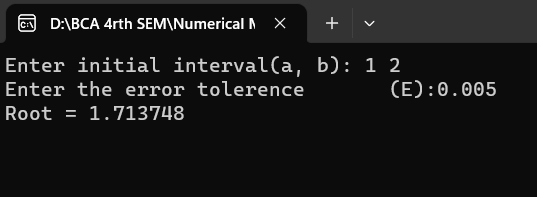 D:\BCA 4rth SEM\Numerical M
Enter initial interval(a, b): 1 2
Enter the error tolerence       (E):0.005
Root = 1.713748